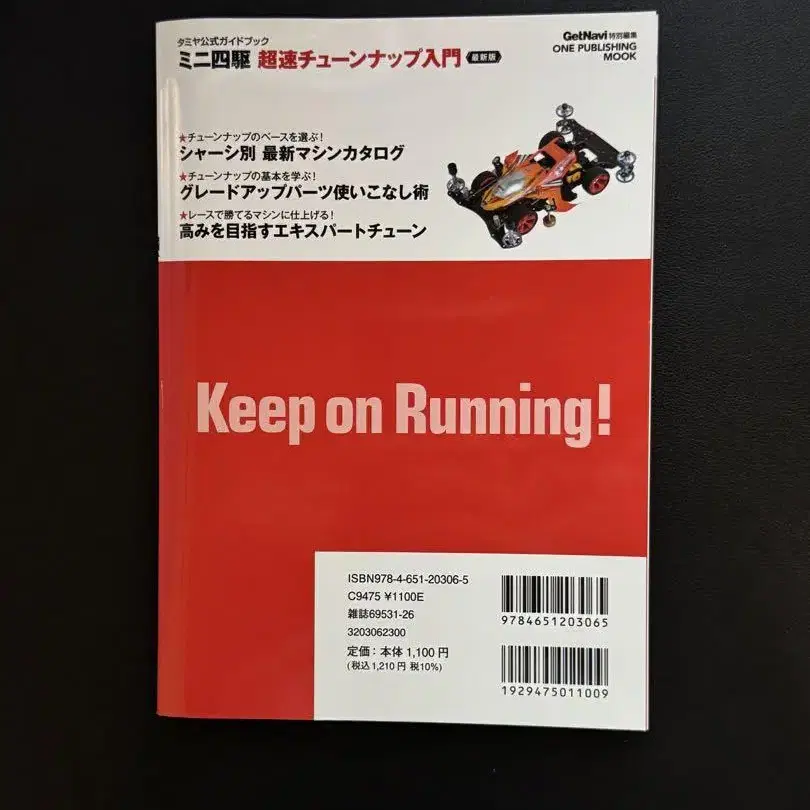 タミヤ公式ガイドブック
ミニ四駆 超速チューンナップ入門 最新版
GetNavi特別編集
ONE PUBLISHING
MOOK
★チューンナップのベースを選ぶ!
シャーシ別 最新マシンカタログ
★チューンナップの基本を学ぶ!
グレードアップパーツ使いこなし術
★レースで勝てるマシンに仕上げる!
高みを目指すエキスパートチューン
Keep on Running!
ISBN978-4-651-20306-5
C9475 ¥1100E
雑誌69531-26
3203062300
定価:本体 1,100 円
(税込1,210円 税10%)
9784651203065
1929475011009